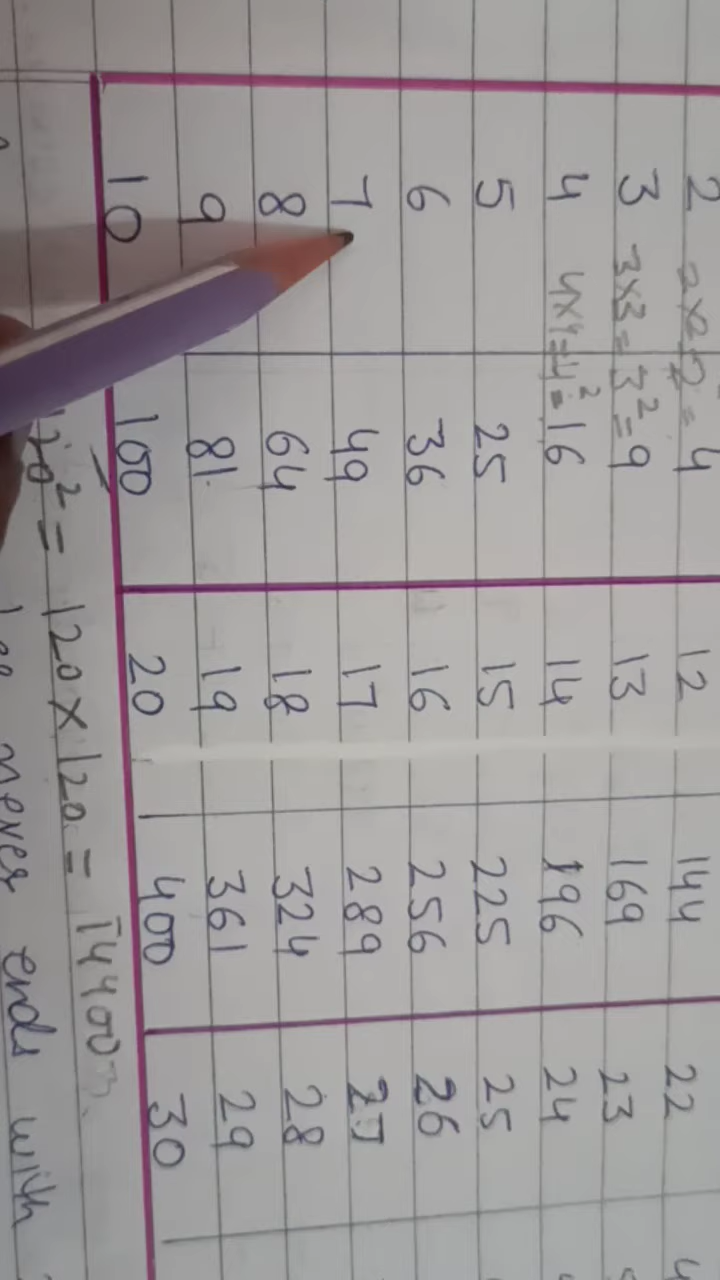 2 2×2 = 4 12 144 22
3 3×3 = 3² = 9 13 169 23
4 4×4 = 4² = 16 14 196 24
5 25 15 225 25
6 36 16 256 26
7 49 17 289 27
8 64 18 324 28
9 81 19 361 29
10 100 20 400 30
120² = 120 × 120 = 14400
never ends with